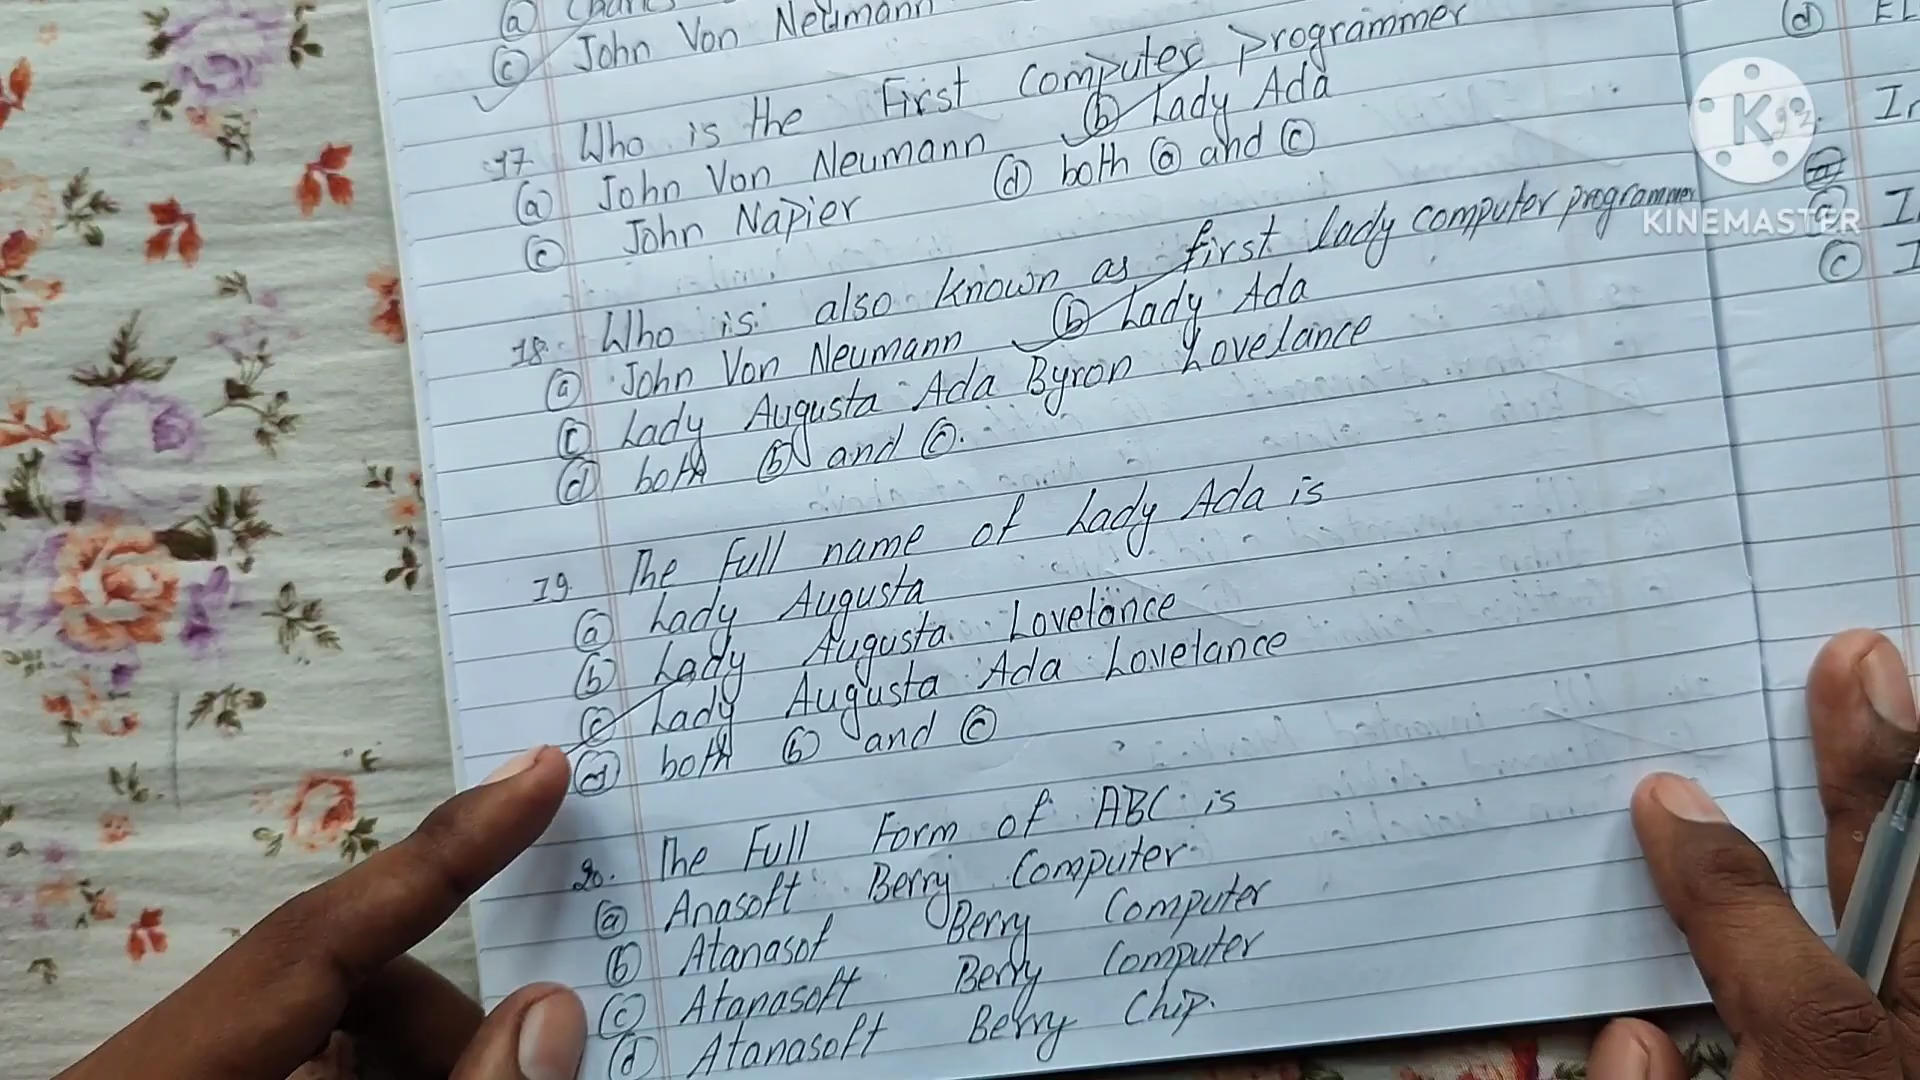 ⓐ Charles
ⓒ John Von Neumann
17 Who is the First Computer programmer
ⓐ John Von Neumann ⓑ Lady Ada
ⓒ John Napier ⓓ both ⓐ and ⓒ
18. Who is also known as first lady computer programmer
ⓐ John Von Neumann ⓑ Lady Ada
ⓒ Lady Augusta Ada Byron Lovelance
ⓓ both ⓑ and ⓒ.
19 The Full name of Lady Ada is
ⓐ Lady Augusta
ⓑ Lady Augusta Lovelance
ⓒ Lady Augusta Ada Lovelance
ⓓ both ⓑ and ⓒ
20. The Full Form of ABC is
ⓐ Anasoft Berry Computer
ⓑ Atanasof Berry Computer
ⓒ Atanasoft Berry Computer
ⓓ Atanasoft Berry Chip.
ⓓ
ⓒ
K
KINEMASTER